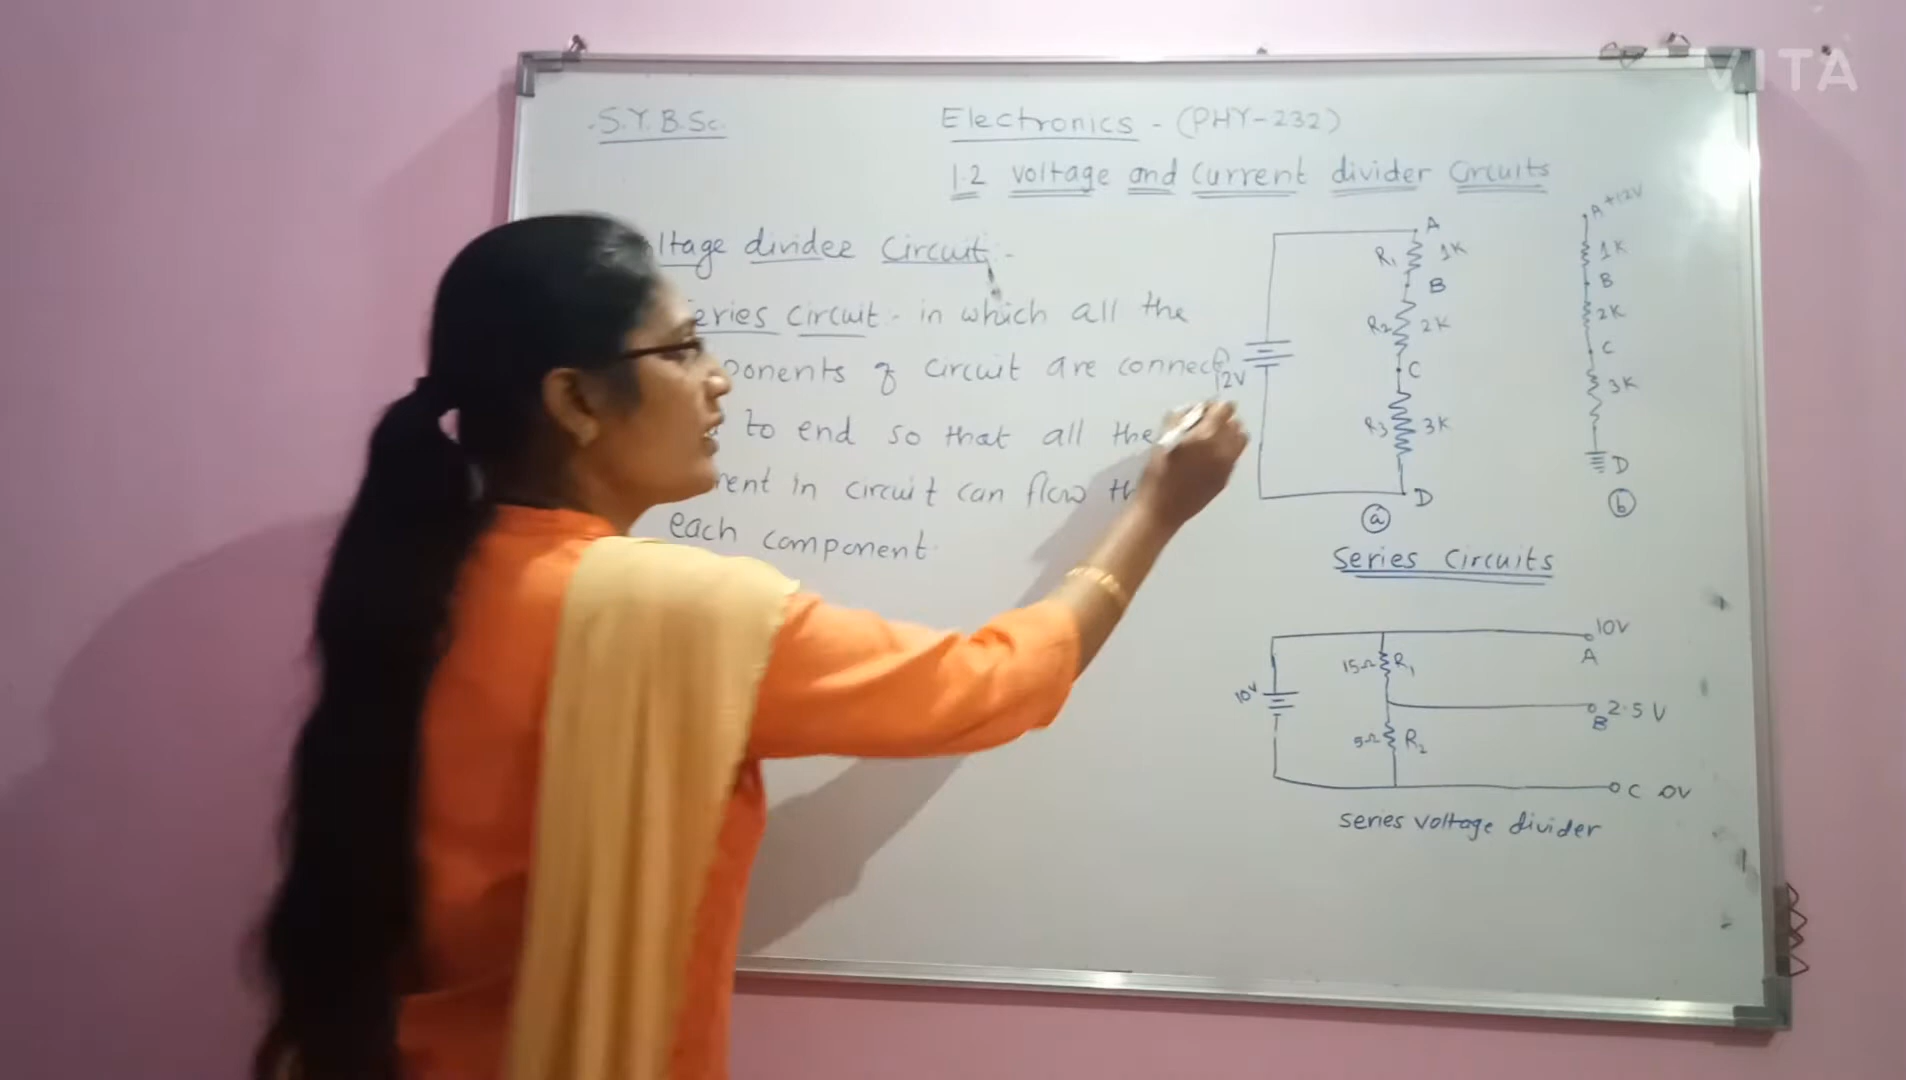 S.Y.B.Sc.
Electronics - (PHY-232)
1.2 voltage and current divider circuits
ltage divider Circuit :-
eries circuit - in which all the
ponents of circuit are connect
to end so that all the
rent in circuit can flow th
each component.
12V
A
R1 1K
B
R2 2K
C
R3 3K
D
a
A +12V
1K
B
2K
C
3K
D
b
Series Circuits
10V
15Ω R1
5Ω R2
10V
A
B 2.5 V
C 0V
series voltage divider
VITA